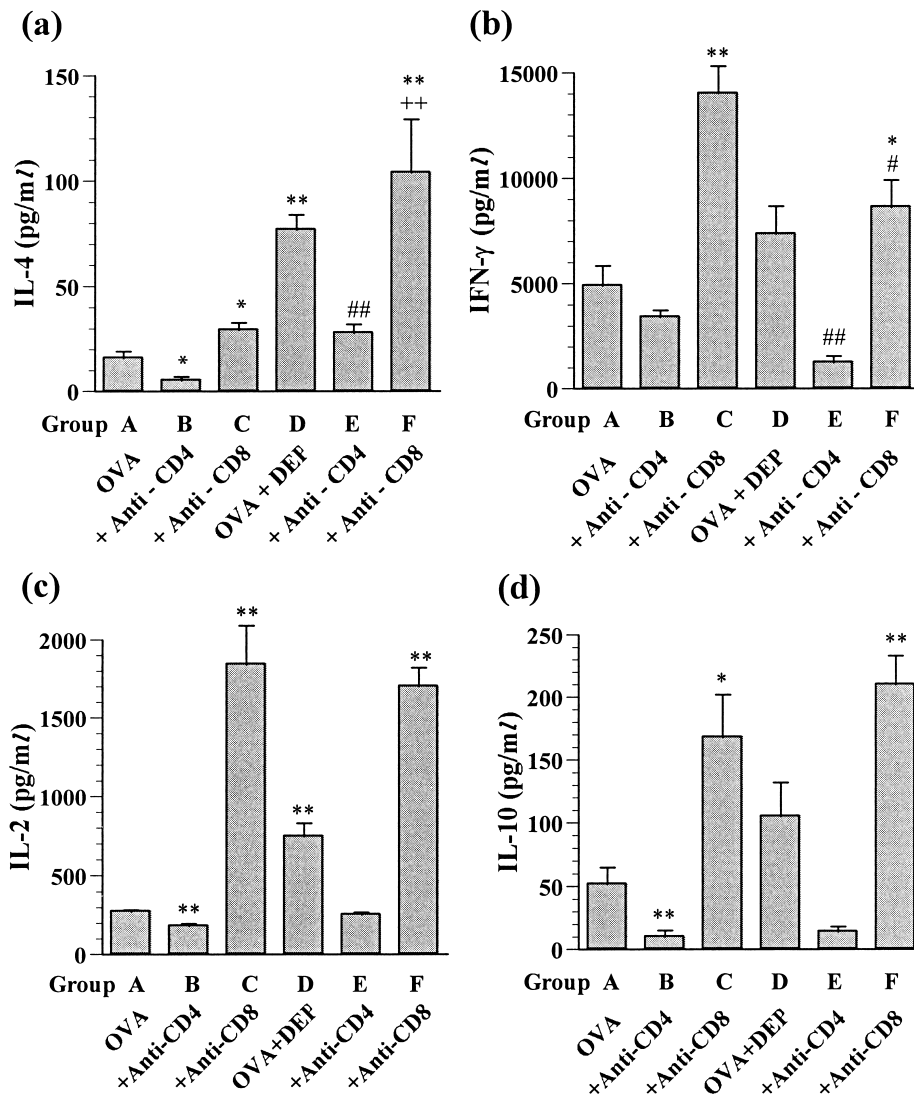 (a)
IL-4 (pg/ml)
150
100
50
0
*
*
**
##
**
++
Group A B C D E F
OVA
+ Anti - CD4
+ Anti - CD8
OVA + DEP
+ Anti - CD4
+ Anti - CD8
(b)
IFN-γ (pg/ml)
15000
10000
5000
0
**
##
*
#
Group A B C D E F
OVA
+ Anti - CD4
+ Anti - CD8
OVA + DEP
+ Anti - CD4
+ Anti - CD8
(c)
IL-2 (pg/ml)
2000
1500
1000
500
0
**
**
**
**
Group A B C D E F
OVA
+Anti-CD4
+Anti-CD8
OVA+DEP
+Anti-CD4
+Anti-CD8
(d)
IL-10 (pg/ml)
250
200
150
100
50
0
**
*
**
Group A B C D E F
OVA
+Anti-CD4
+Anti-CD8
OVA+DEP
+Anti-CD4
+Anti-CD8